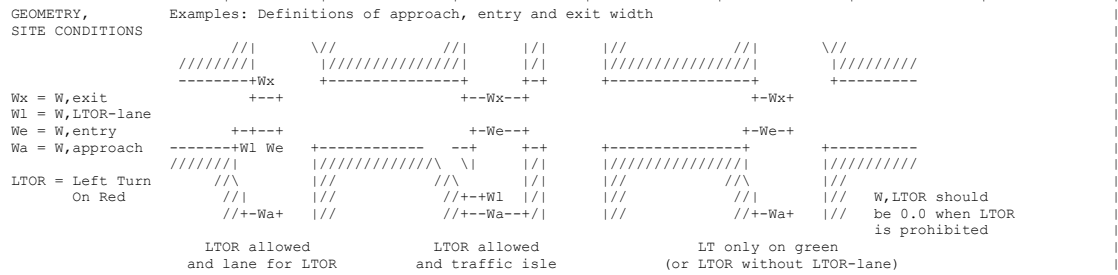 GEOMETRY, Examples: Definitions of approach, entry and exit width
SITE CONDITIONS
//| \// //| |/| |// //| \//
////////| |///////////////| |/| |///////////////| |/////////
--------+Wx +---------------+ +-+ +----------------+ +---------
Wx = W,exit +--+ +--Wx--+ +-Wx+
Wl = W,LTOR-lane
We = W,entry +-+--+ +-We--+ +-We-+
Wa = W,approach -------+Wl We +------------ --+ +--+ +---------------+ +----------
///////| |/////////////\ \| |/| |///////////////| |//////////
LTOR = Left Turn //\ |// //\ |/| |// //\ |//
On Red //| |// //+-+Wl |/| |// //| |// W,LTOR should
//+-Wa+ |// //+--Wa--+/| |// //+-Wa+ |// be 0.0 when LTOR
is prohibited
LTOR allowed LTOR allowed LT only on green
and lane for LTOR and traffic isle (or LTOR without LTOR-lane)